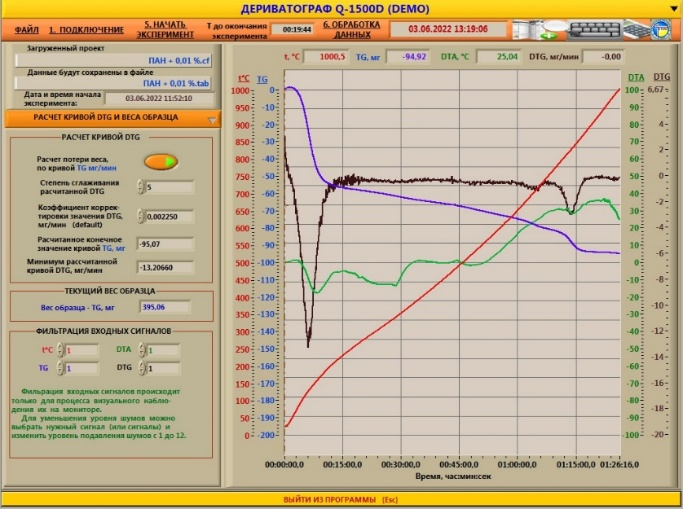 ДЕРИВАТОГРАФ Q-1500D (DEMO)
ФАЙЛ 1. ПОДКЛЮЧЕНИЕ 5. НАЧАТЬ ЭКСПЕРИМЕНТ Т до окончания эксперимента 00:19:44 6. ОБРАБОТКА ДАННЫХ 03.06.2022 13:19:06
Загруженный проект
ПАН + 0,01 %.cf
Данные будут сохранены в файле
ПАН + 0,01 %.tab
Дата и время начала
эксперимента: 03.06.2022 11:52:10
РАСЧЕТ КРИВОЙ DTG И ВЕСА ОБРАЗЦА
РАСЧЕТ КРИВОЙ DTG
Расчет потери веса,
по кривой TG мг/мин
Степень сглаживания
расчитанной DTG 5
Коэффициент коррек-
тировки значения DTG,
мг/мин (default) 0,002250
Расчитанное конечное
значение кривой TG, мг -95,07
Минимум рассчитанной
кривой DTG, мг/мин -13,20660
ТЕКУЩИЙ ВЕС ОБРАЗЦА
Вес образца - TG, мг 395,06
ФИЛЬТРАЦИЯ ВХОДНЫХ СИГНАЛОВ
t°C 1 DTA 1
TG 1 DTG 1
Фильрация входных сигналов происходит
только для процесса визуального наблю-
дения их на мониторе.
Для уменьшения уровня шумов можно
выбрать нужный сигнал (или сигналы) и
изменить уровень подавления шумов с 1 до 12.
t, °C 1000,5 TG, мг -94,92 DTA, °C 25,04 DTG, мг/мин -0.00
t°C TG DTA DTG
1000 0 100 6,67
950 -10 90
900 -20 80 4
850 -30 70
800 -40 60 2
750 -50 50 0
700 -60 40
650 -70 30 -2
600 -80 20
550 -90 10 -4
500 -100 0 -6
450 -110 -10
400 -120 -20 -8
350 -130 -30
300 -140 -40 -10
250 -150 -50 -12
200 -160 -60
150 -170 -70 -14
100 -180 -80 -16
50 -190 -90 -18
0 -200 -100 -20
00:00:00,0 00:15:00,0 00:30:00,0 00:45:00,0 01:00:00,0 01:15:00,0 01:26:16,0
Время, час:мин:сек
ВЫЙТИ ИЗ ПРОГРАММЫ (Esc)